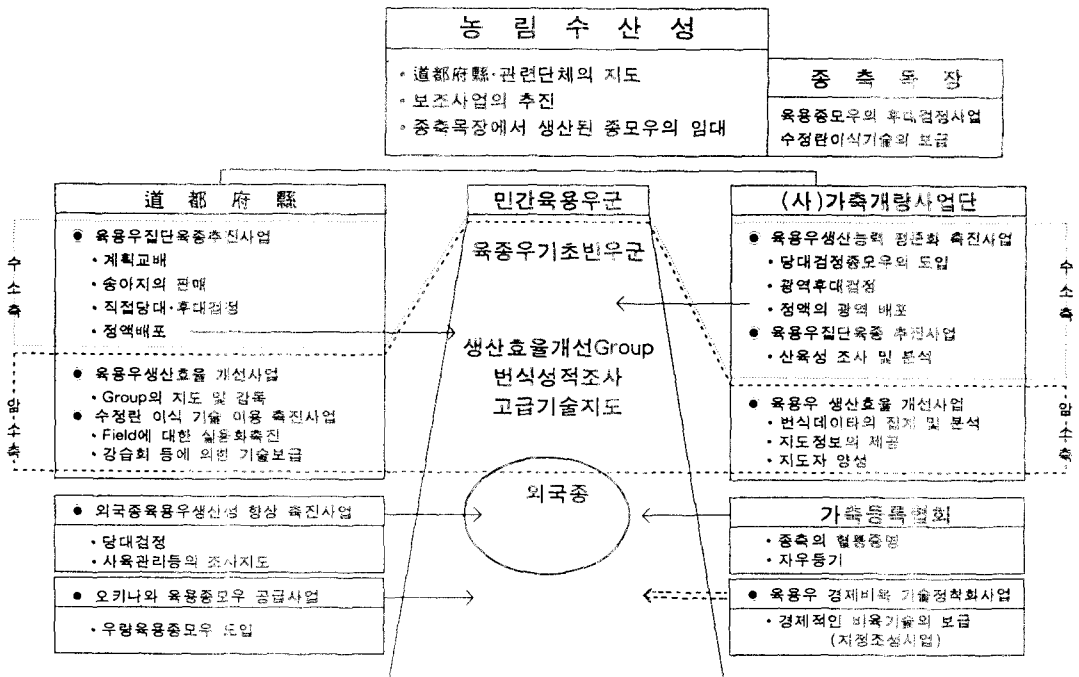 농 림 수 산 성
• 道都府縣·관련단체의 지도
• 보조사업의 추진
• 종축목장에서 생산된 종모우의 임대
종 축 목 장
육용종모우의 후대검정사업
수정란이식기술의 보급
道 都 府 縣
● 육용우집단육종추진사업
• 계획교배
• 송아지의 판매
• 직접당대·후대검정
• 정액배포
● 육용우생산효율 개선사업
• Group의 지도 및 감독
● 수정란 이식 기술 이용 촉진사업
• Field에 대한 실용화촉진
• 강습회 등에 의한 기술보급
수소축
암소축
● 외국종육용우생산성 향상 촉진사업
• 당대검정
• 사육관리등의 조사지도
● 오키나와 육용종모우 공급사업
• 우량육용종모우 도입
민간육용우군
육종우기초빈우군
생산효율개선Group
번식성적조사
고급기술지도
외국종
(사)가축개량사업단
● 육용우생산능력 평준화 촉진사업
• 당대검정종모우의 도입
• 광역후대검정
• 정액의 광역 배포
● 육용우집단육종 추진사업
• 산육성 조사 및 분석
● 육용우 생산효율 개선사업
• 번식데이타의 집계 및 분석
• 지도정보의 제공
• 지도자 양성
수소축
암소축
가축등록협회
• 종축의 혈통증명
• 자우등기
● 육용우 경제비육 기술정착화사업
• 경제적인 비육기술의 보급
(지정조성사업)